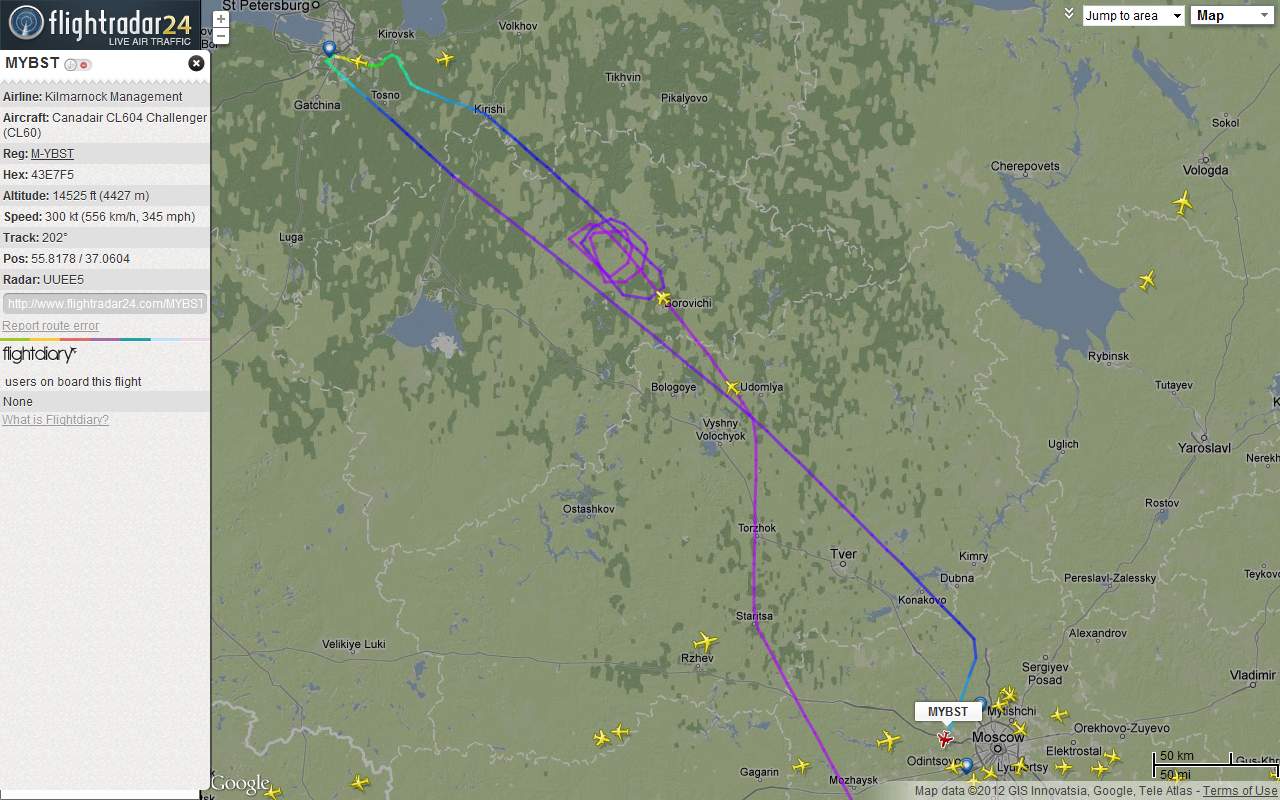 flightradar24
LIVE AIR TRAFFIC
MYBST
Airline: Kilmarnock Management
Aircraft: Canadair CL604 Challenger
(CL60)
Reg: M-YBST
Hex: 43E7F5
Altitude: 14525 ft (4427 m)
Speed: 300 kt (556 km/h, 345 mph)
Track: 202°
Pos: 55.8178 / 37.0604
Radar: UUEE5
http://www.flightradar24.com/MYBST
Report route error
flightdiary
users on board this flight
None
What is Flightdiary?
+
−
Jump to area
Map
St Petersburg
Kirovsk
Volkhov
Tikhvin
Pikalyovo
Gatchina
Tosno
Kirishi
Sokol
Cherepovets
Vologda
Luga
Borovichi
Rybinsk
Bologoye
Udomlya
Tutayev
Vyshny
Volochyok
Uglich
Yaroslavl
Nerekh
Ostashkov
Rostov
Torzhok
Tver
Kimry
Dubna
Pereslavl-Zalessky
Teyko
Konakovo
Staritsa
Alexandrov
Velikiye Luki
Rzhev
Sergiyev
Posad
Vladimir
MYBST
Mytishchi
Moscow
Orekhovo-Zuyevo
Elektrostal
Odintsovo
Lyubertsy
Gagarin
Mozhaysk
50 km
50 mi
Gus-Khr
Google
Map data ©2012 GIS Innovatsia, Google, Tele Atlas - Terms of Use